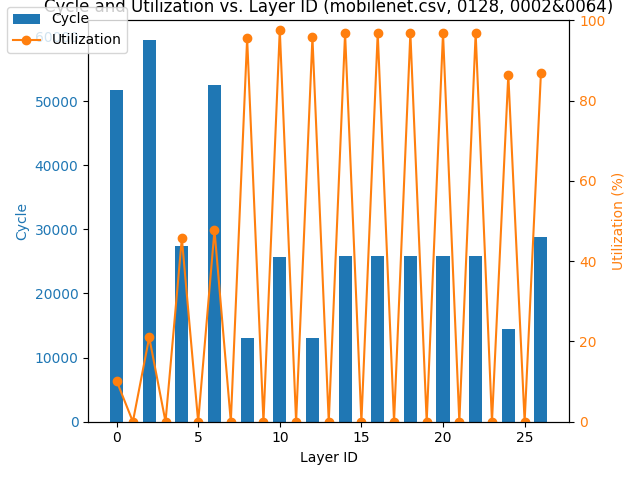 Cycle and Utilization vs. Layer ID (mobilenet.csv, 0128, 0002&0064)
Cycle
Utilization
60000
50000
40000
30000
20000
10000
0
Cycle
100
80
60
40
20
0
Utilization (%)
0 5 10 15 20 25
Layer ID